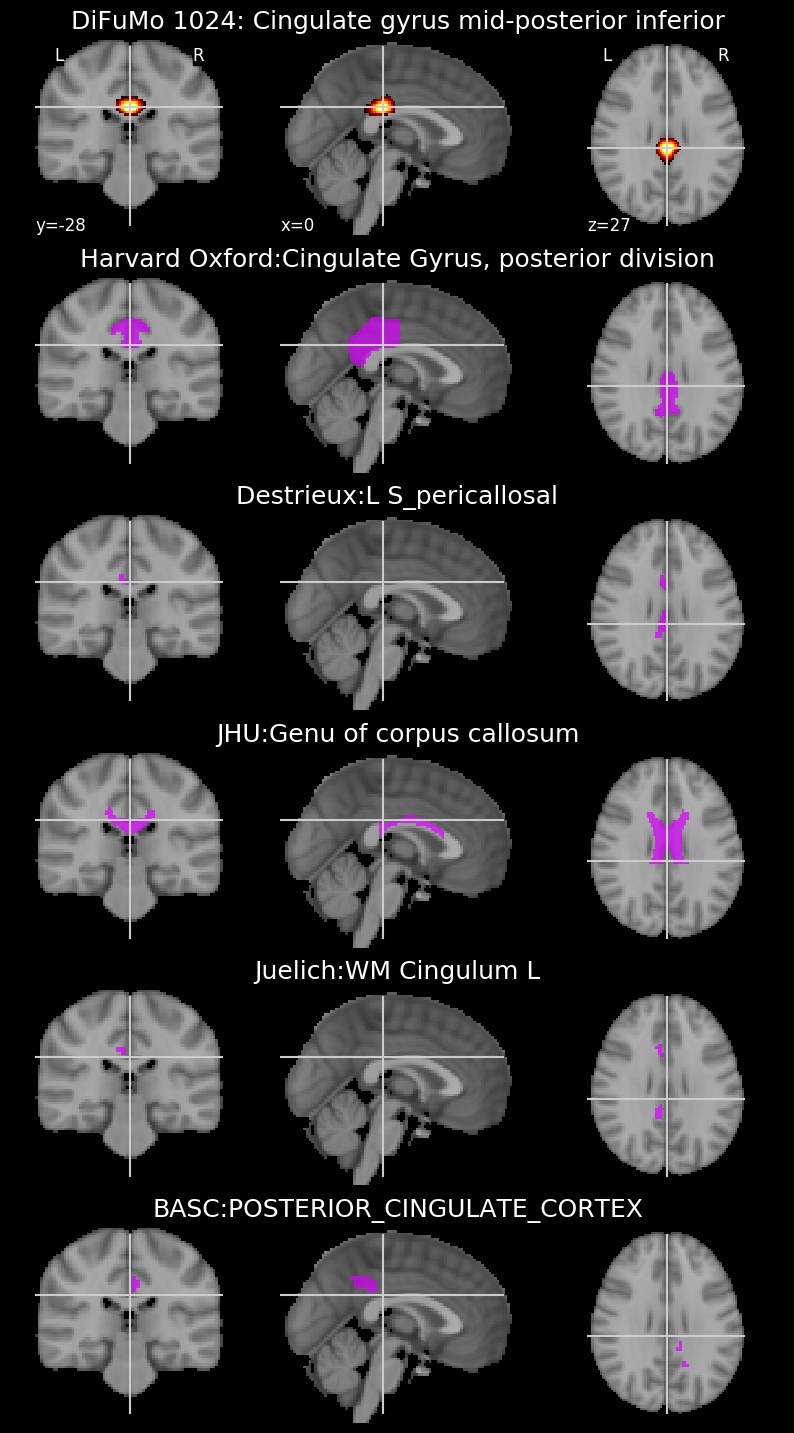 DiFuMo 1024: Cingulate gyrus mid-posterior inferior
L R L R
y=-28 x=0 z=27
Harvard Oxford:Cingulate Gyrus, posterior division
Destrieux:L S_pericallosal
JHU:Genu of corpus callosum
Juelich:WM Cingulum L
BASC:POSTERIOR_CINGULATE_CORTEX